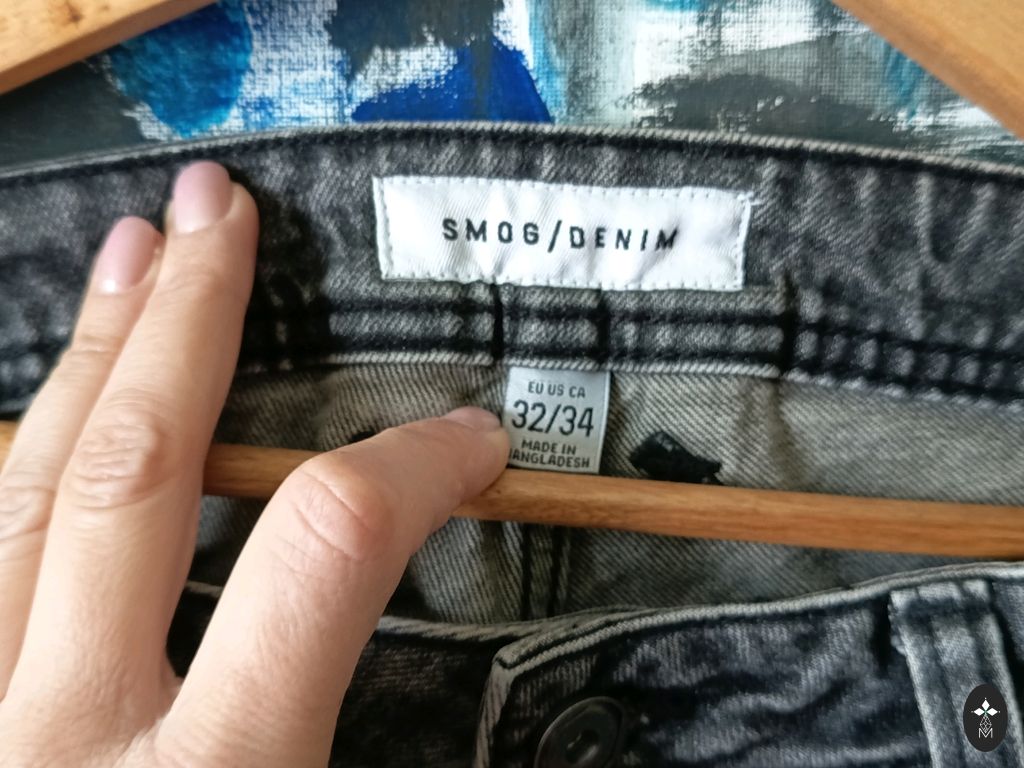 SMOG/DENIM
EU US CA
32/34
MADE IN
BANGLADESH
M